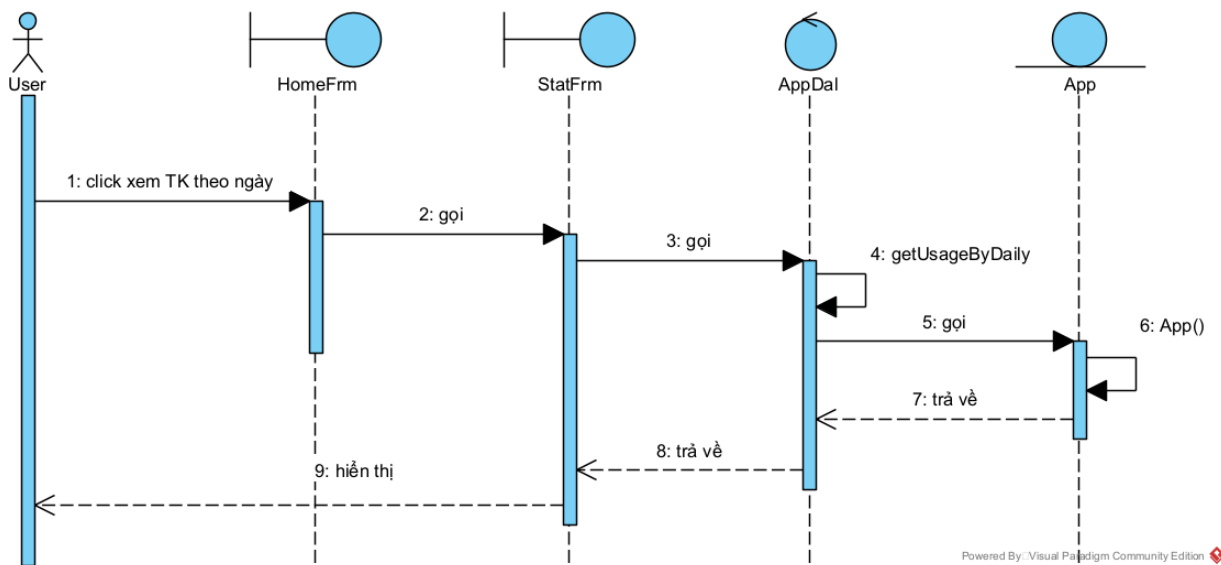 User
HomeFrm
StatFrm
AppDal
App
1: click xem TK theo ngày
2: gọi
3: gọi
4: getUsageByDaily
5: gọi
6: App()
7: trả về
8: trả về
9: hiển thị
Powered By Visual Paradigm Community Edition